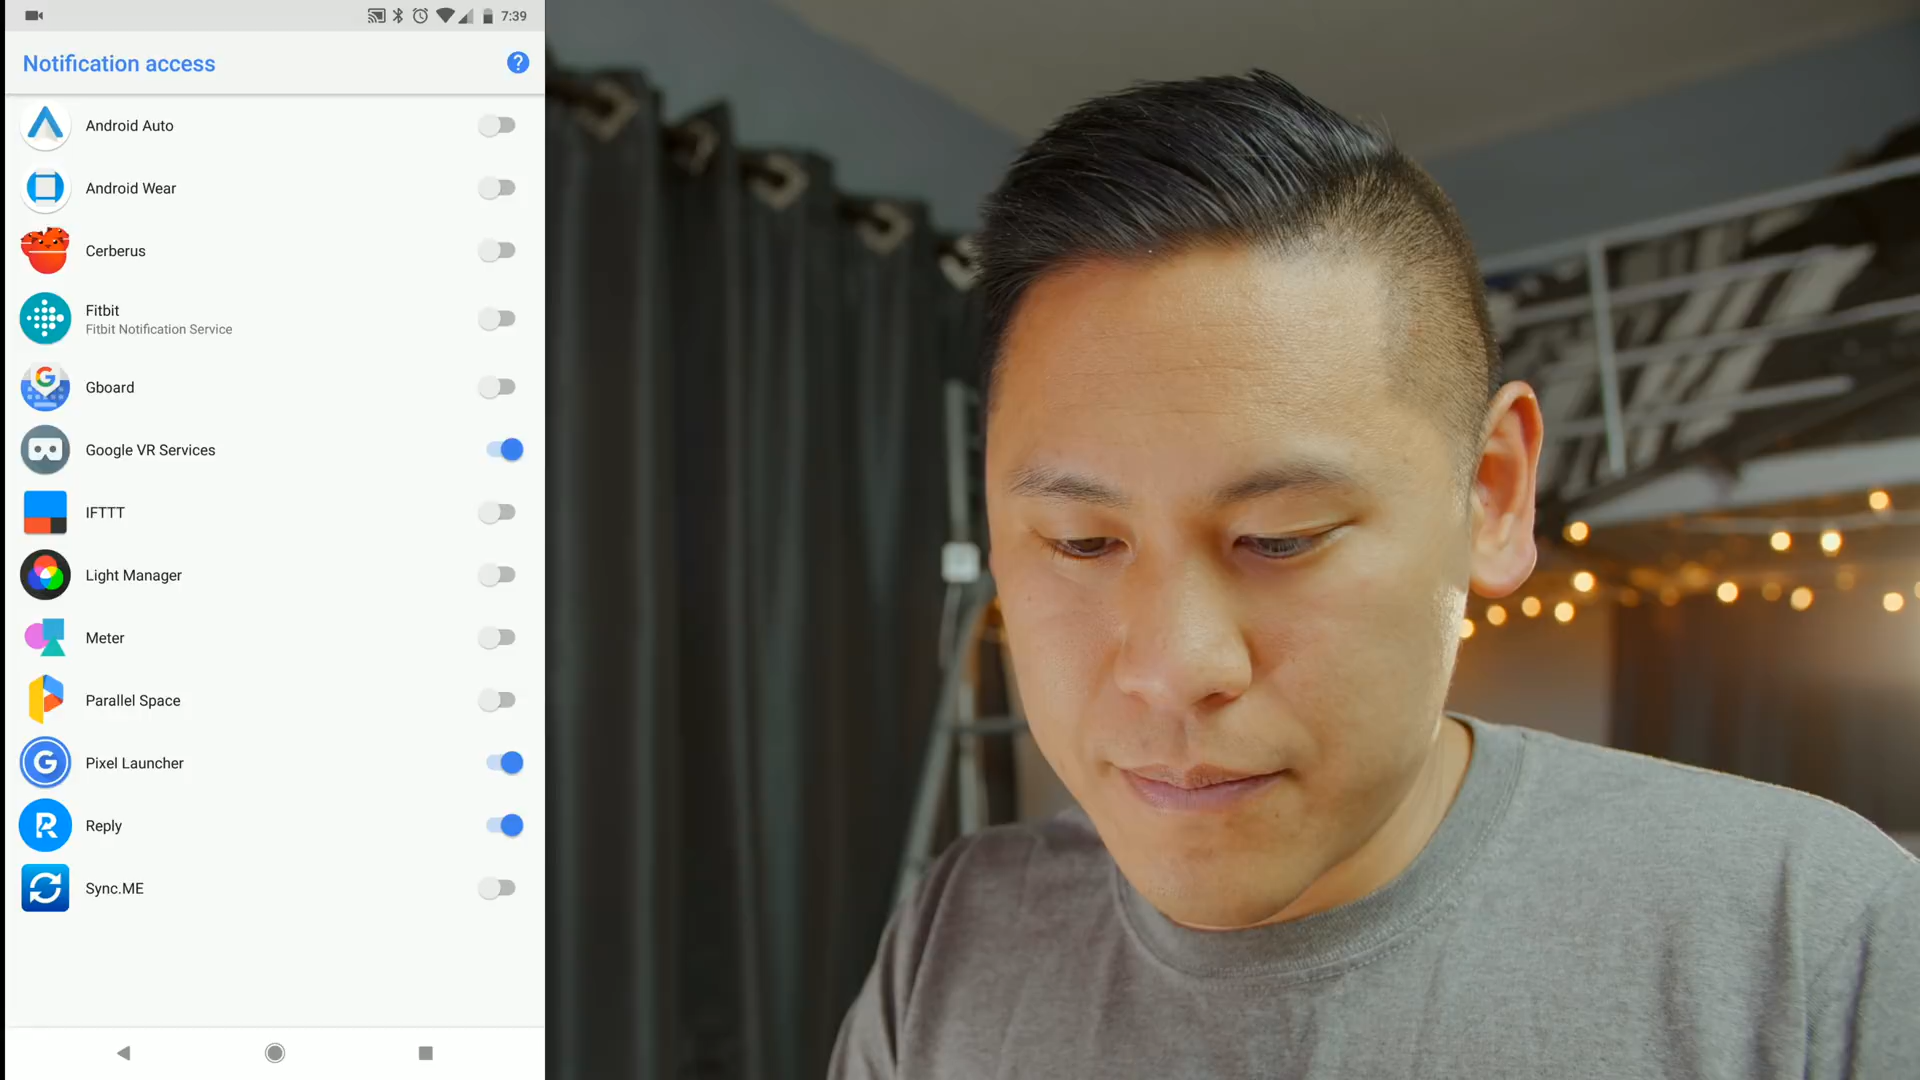 7:39
Notification access
?
Android Auto
Android Wear
Cerberus
Fitbit
Fitbit Notification Service
G
Gboard
Google VR Services
IFTTT
Light Manager
Meter
Parallel Space
G
Pixel Launcher
R
Reply
Sync.ME